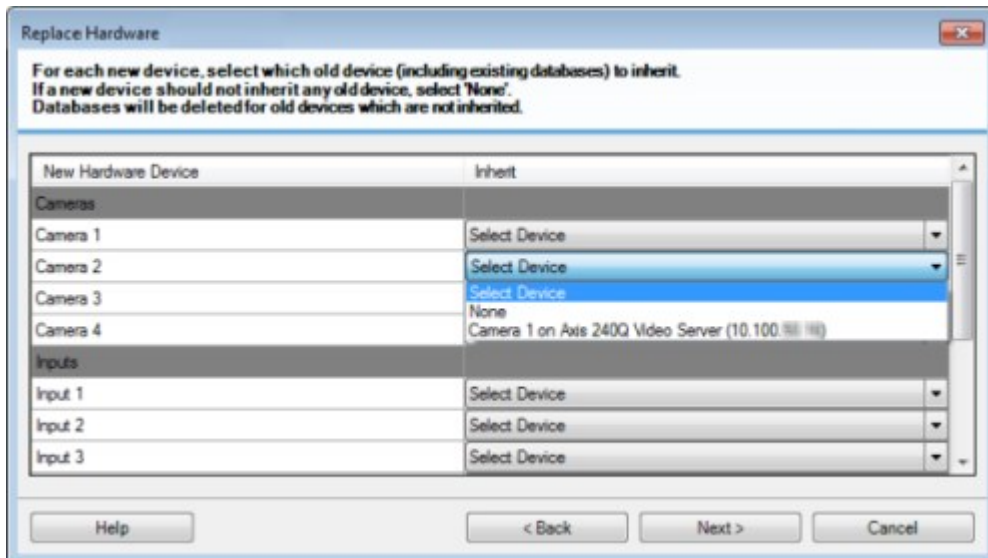 Replace Hardware
For each new device, select which old device (including existing databases) to inherit.
If a new device should not inherit any old device, select 'None'.
Databases will be deleted for old devices which are not inherited.
New Hardware Device Inherit
Cameras
Camera 1 Select Device
Camera 2 Select Device
Select Device
Camera 3
None
Camera 4 Camera 1 on Axis 240Q Video Server (10.100.
Inputs
Input 1 Select Device
Input 2 Select Device
Input 3 Select Device
Help < Back Next > Cancel